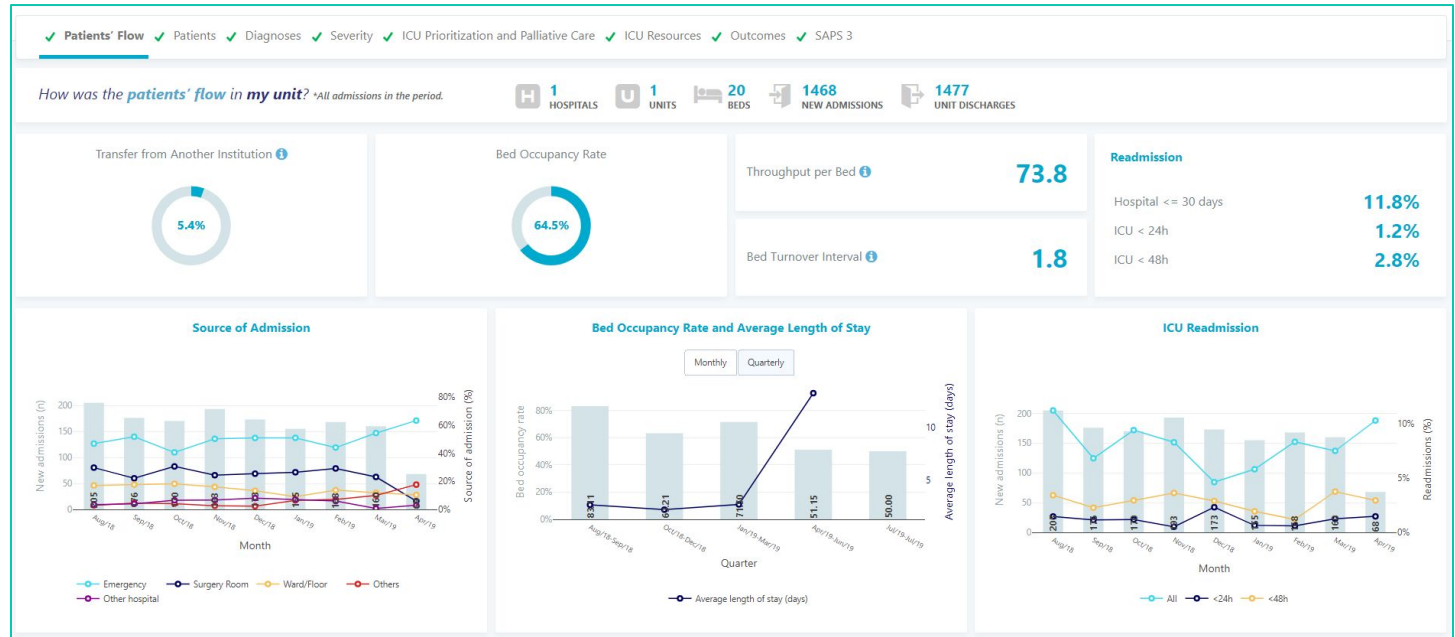 Patients' Flow Patients Diagnoses Severity ICU Prioritization and Palliative Care ICU Resources Outcomes SAPS 3
How was the patients' flow in my unit? *All admissions in the period.
H 1 HOSPITALS
U 1 UNITS
20 BEDS
1468 NEW ADMISSIONS
1477 UNIT DISCHARGES
Transfer from Another Institution
5.4%
Bed Occupancy Rate
64.5%
Throughput per Bed 73.8
Bed Turnover Interval 1.8
Readmission
Hospital <= 30 days 11.8%
ICU < 24h 1.2%
ICU < 48h 2.8%
Source of Admission
New admissions (n)
200
150
100
50
0
80%
60%
40%
20%
0%
Source of admission (%)
205
Aug/18 Sep/18 Oct/18 Nov/18 Dec/18 Jan/19 Feb/19 Mar/19 Apr/19
Month
Emergency Surgery Room Ward/Floor Others
Other hospital
Bed Occupancy Rate and Average Length of Stay
Monthly Quarterly
Bed occupancy rate
80%
60%
40%
20%
0%
10
5
Average length of stay (days)
51.15 50.00
Aug/18-Sep/18 Oct/18-Dec/18 Jan/19-Mar/19 Apr/19-Jun/19 Jul/19-Jul/19
Quarter
Average length of stay (days)
ICU Readmission
New admissions (n)
200
150
100
50
0
10%
5%
0%
Readmissions (%)
173 68
Aug/18 Sep/18 Oct/18 Nov/18 Dec/18 Jan/19 Feb/19 Mar/19 Apr/19
Month
All <24h <48h